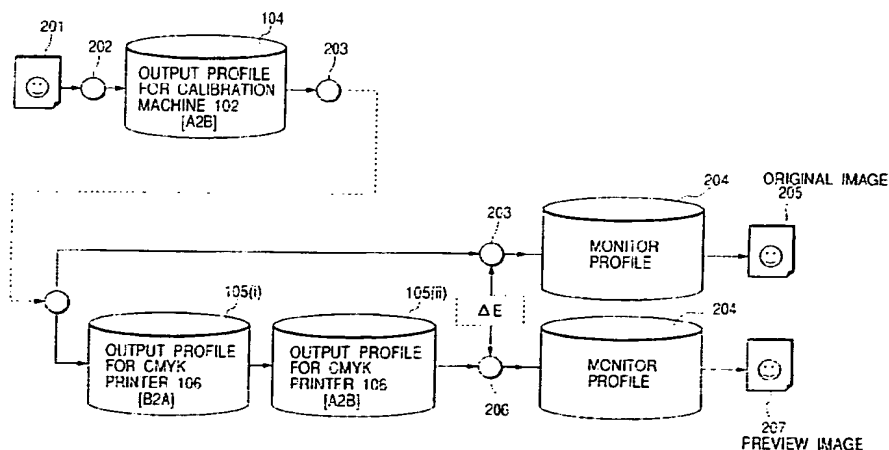 201
202
104
203
OUTPUT PROFILE
FOR CALIBRATION
MACHINE 102
[A2B]
204
ORIGINAL IMAGE
205
203
MONITOR
PROFILE
105(i)
105(ii)
ΔE
204
OUTPUT PROFILE
FOR CMYK
PRINTER 106
[B2A]
OUTPUT PROFILE
FOR CMYK
PRINTER 106
[A2B]
MONITOR
PROFILE
206
207
PREVIEW IMAGE